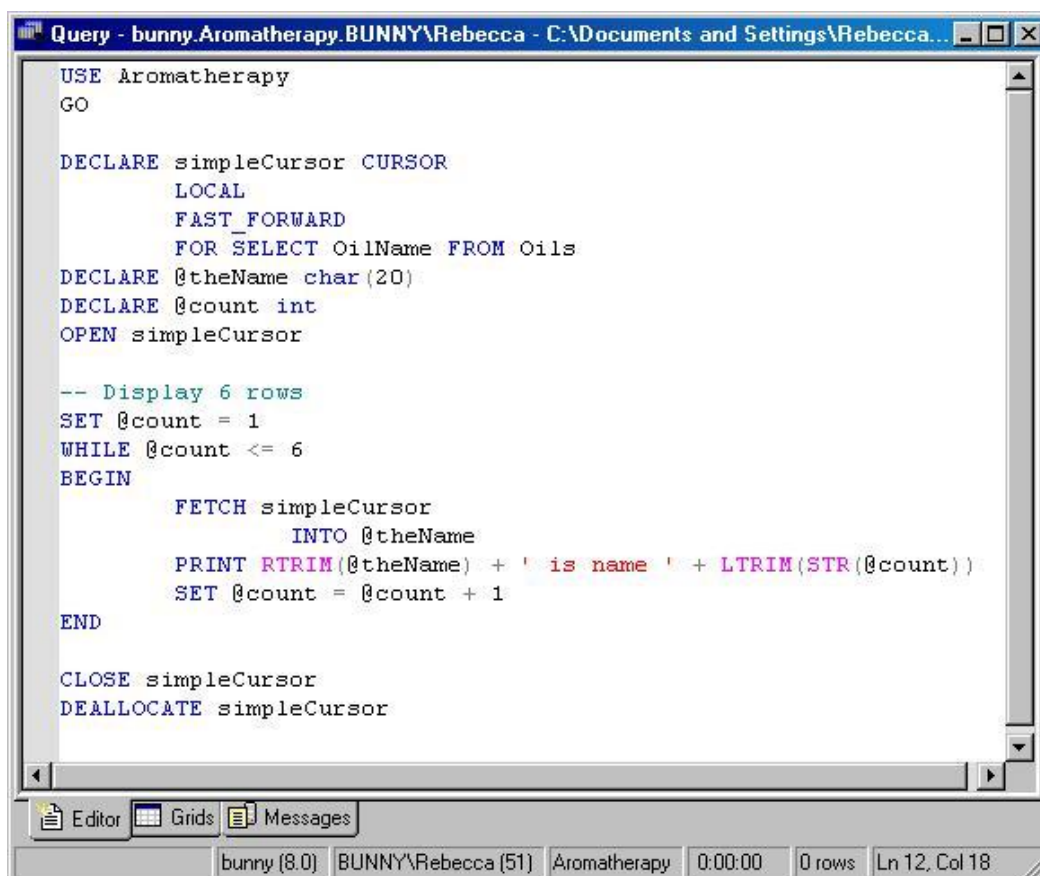 Query - bunny.Aromatherapy.BUNNY\Rebecca - C:\Documents and Settings\Rebecca...
USE Aromatherapy
GO
DECLARE simpleCursor CURSOR
LOCAL
FAST_FORWARD
FOR SELECT OilName FROM Oils
DECLARE @theName char(20)
DECLARE @count int
OPEN simpleCursor
-- Display 6 rows
SET @count = 1
WHILE @count <= 6
BEGIN
FETCH simpleCursor
INTO @theName
PRINT RTRIM(@theName) + ' is name ' + LTRIM(STR(@count))
SET @count = @count + 1
END
CLOSE simpleCursor
DEALLOCATE simpleCursor
Editor Grids Messages
bunny (8.0) BUNNY\Rebecca (51) Aromatherapy 0:00:00 0 rows Ln 12, Col 18